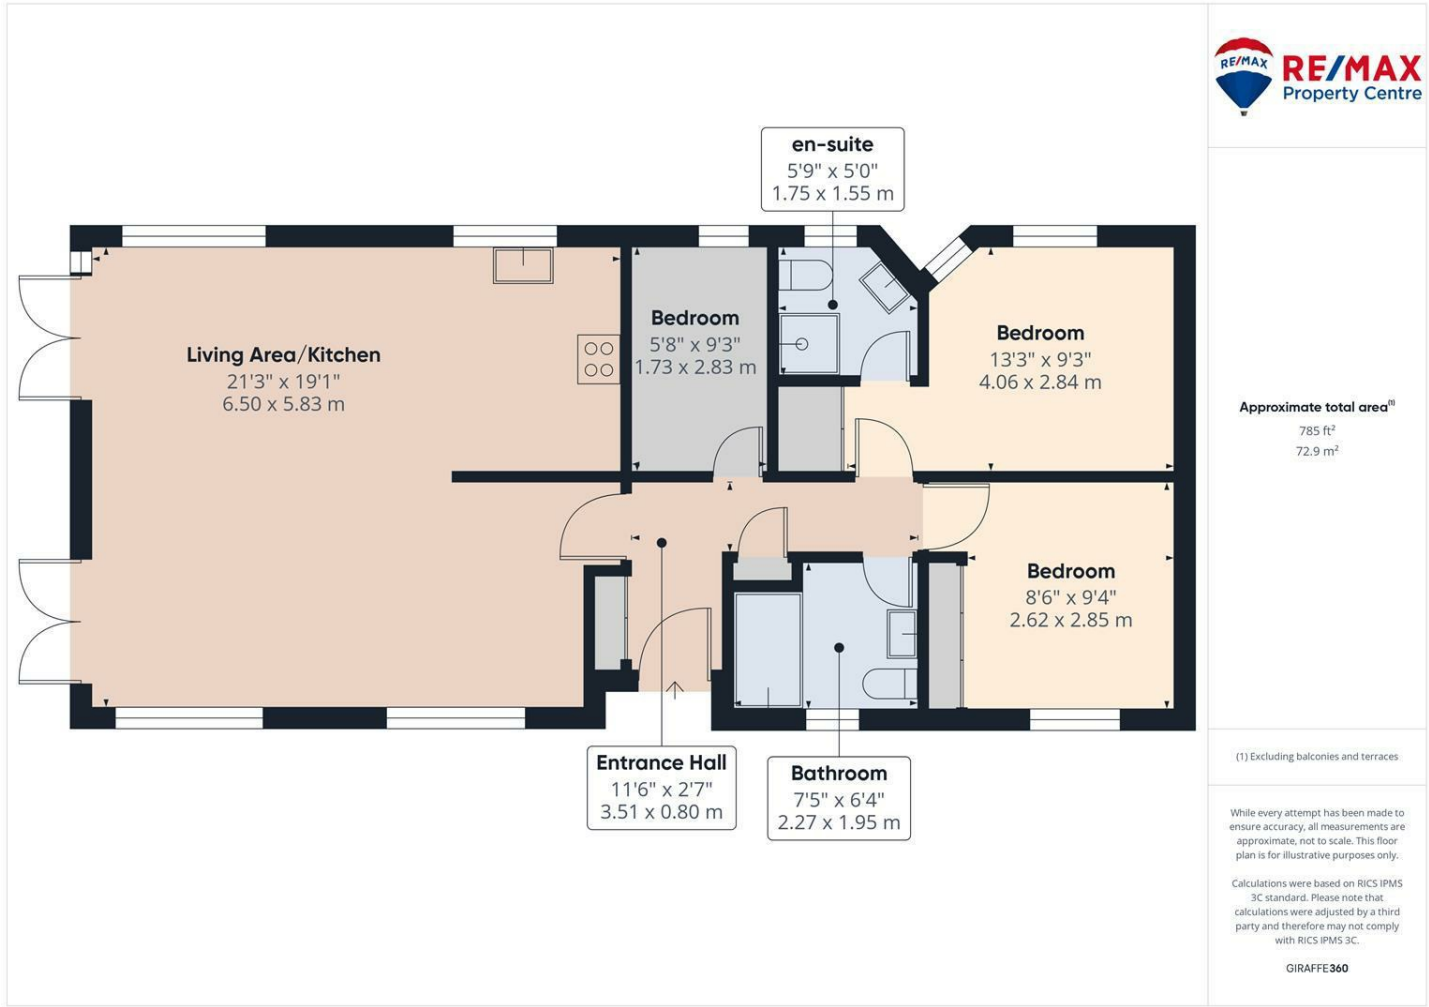 RE/MAX
RE/MAX
Property Centre
en-suite
5'9" x 5'0"
1.75 x 1.55 m
Living Area/Kitchen
21'3" x 19'1"
6.50 x 5.83 m
Bedroom
5'8" x 9'3"
1.73 x 2.83 m
Bedroom
13'3" x 9'3"
4.06 x 2.84 m
Bedroom
8'6" x 9'4"
2.62 x 2.85 m
Entrance Hall
11'6" x 2'7"
3.51 x 0.80 m
Bathroom
7'5" x 6'4"
2.27 x 1.95 m
Approximate total area⁽¹⁾
785 ft²
72.9 m²
(1) Excluding balconies and terraces
While every attempt has been made to
ensure accuracy, all measurements are
approximate, not to scale. This floor
plan is for illustrative purposes only.
Calculations were based on RICS IPMS
3C standard. Please note that
calculations were adjusted by a third
party and therefore may not comply
with RICS IPMS 3C.
GIRAFFE360